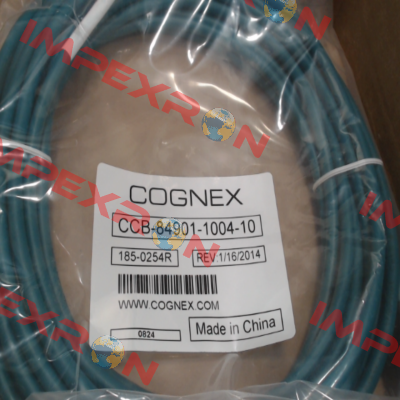 COGNEX
CCB-84901-1004-10
185-0254R REV 1/16/2014
WWW.COGNEX.COM
0824 Made in China
IMPEXRON
IMPEXRON
IMPEXRON
IMPEXRON